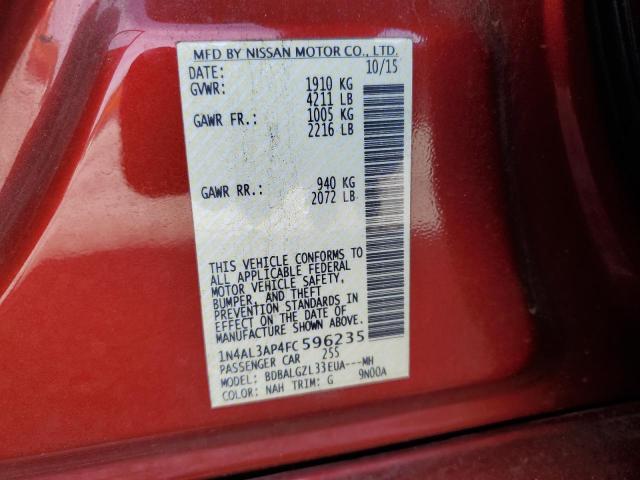 MFD BY NISSAN MOTOR CO., LTD.
DATE: 10/15
GVWR: 1910 KG
4211 LB
GAWR FR.: 1005 KG
2216 LB
GAWR RR.: 940 KG
2072 LB
THIS VEHICLE CONFORMS TO
ALL APPLICABLE FEDERAL
MOTOR VEHICLE SAFETY,
BUMPER, AND THEFT
PREVENTION STANDARDS IN
EFFECT ON THE DATE OF
MANUFACTURE SHOWN ABOVE.
1N4AL3AP4FC596235
PASSENGER CAR 255
MODEL: BDBALGZL33EUA---MH
COLOR: NAH TRIM: G 9N00A